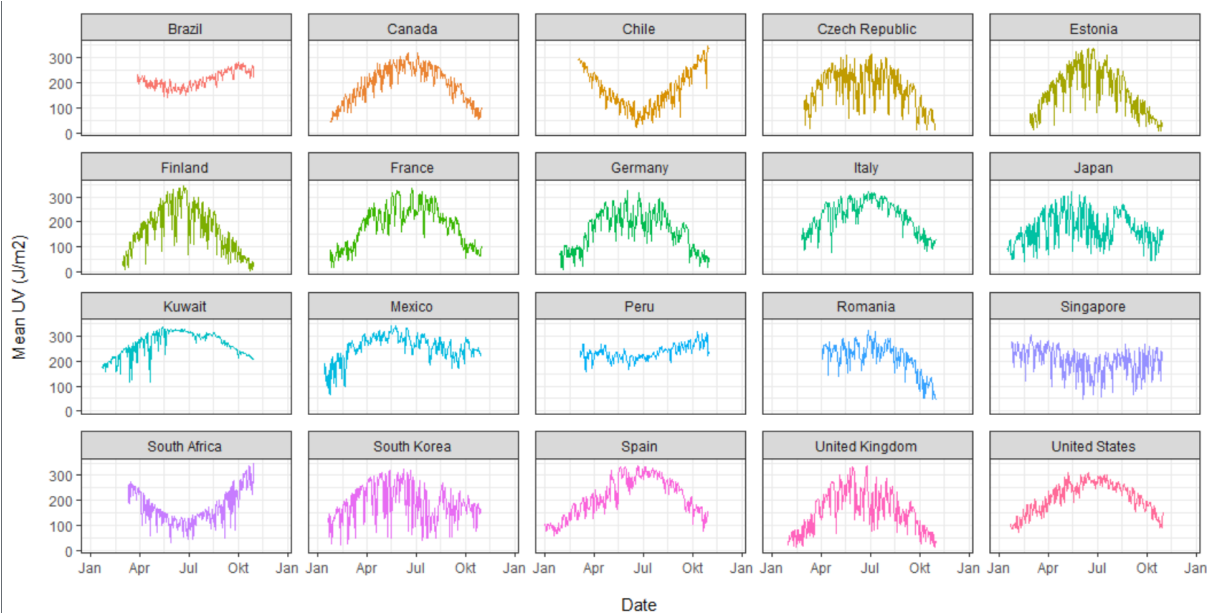 Brazil Canada Chile Czech Republic Estonia
300
200
100
0
Finland France Germany Italy Japan
300
200
100
0
Mean UV (J/m2)
Kuwait Mexico Peru Romania Singapore
300
200
100
0
South Africa South Korea Spain United Kingdom United States
300
200
100
0
Jan Apr Jul Okt Jan Jan Apr Jul Okt Jan Jan Apr Jul Okt Jan Jan Apr Jul Okt Jan Jan Apr Jul Okt Jan
Date